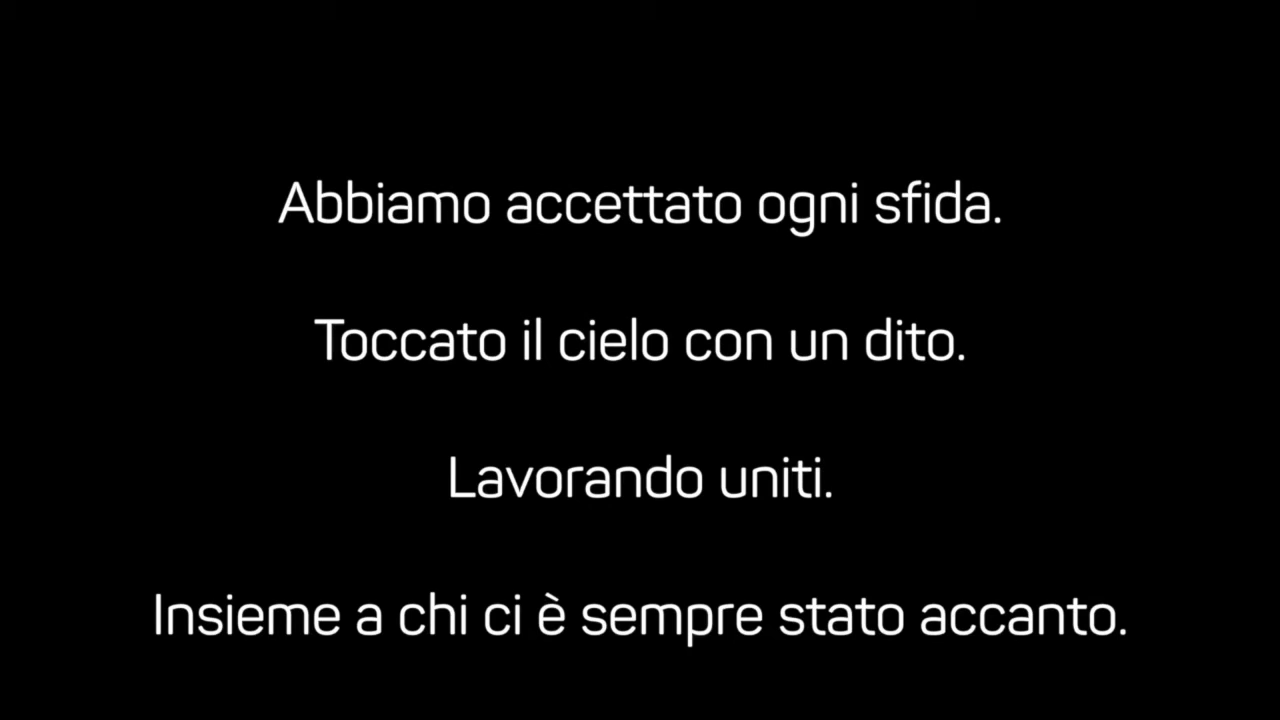 Abbiamo accettato ogni sfida.
Toccato il cielo con un dito.
Lavorando uniti.
Insieme a chi ci è sempre stato accanto.